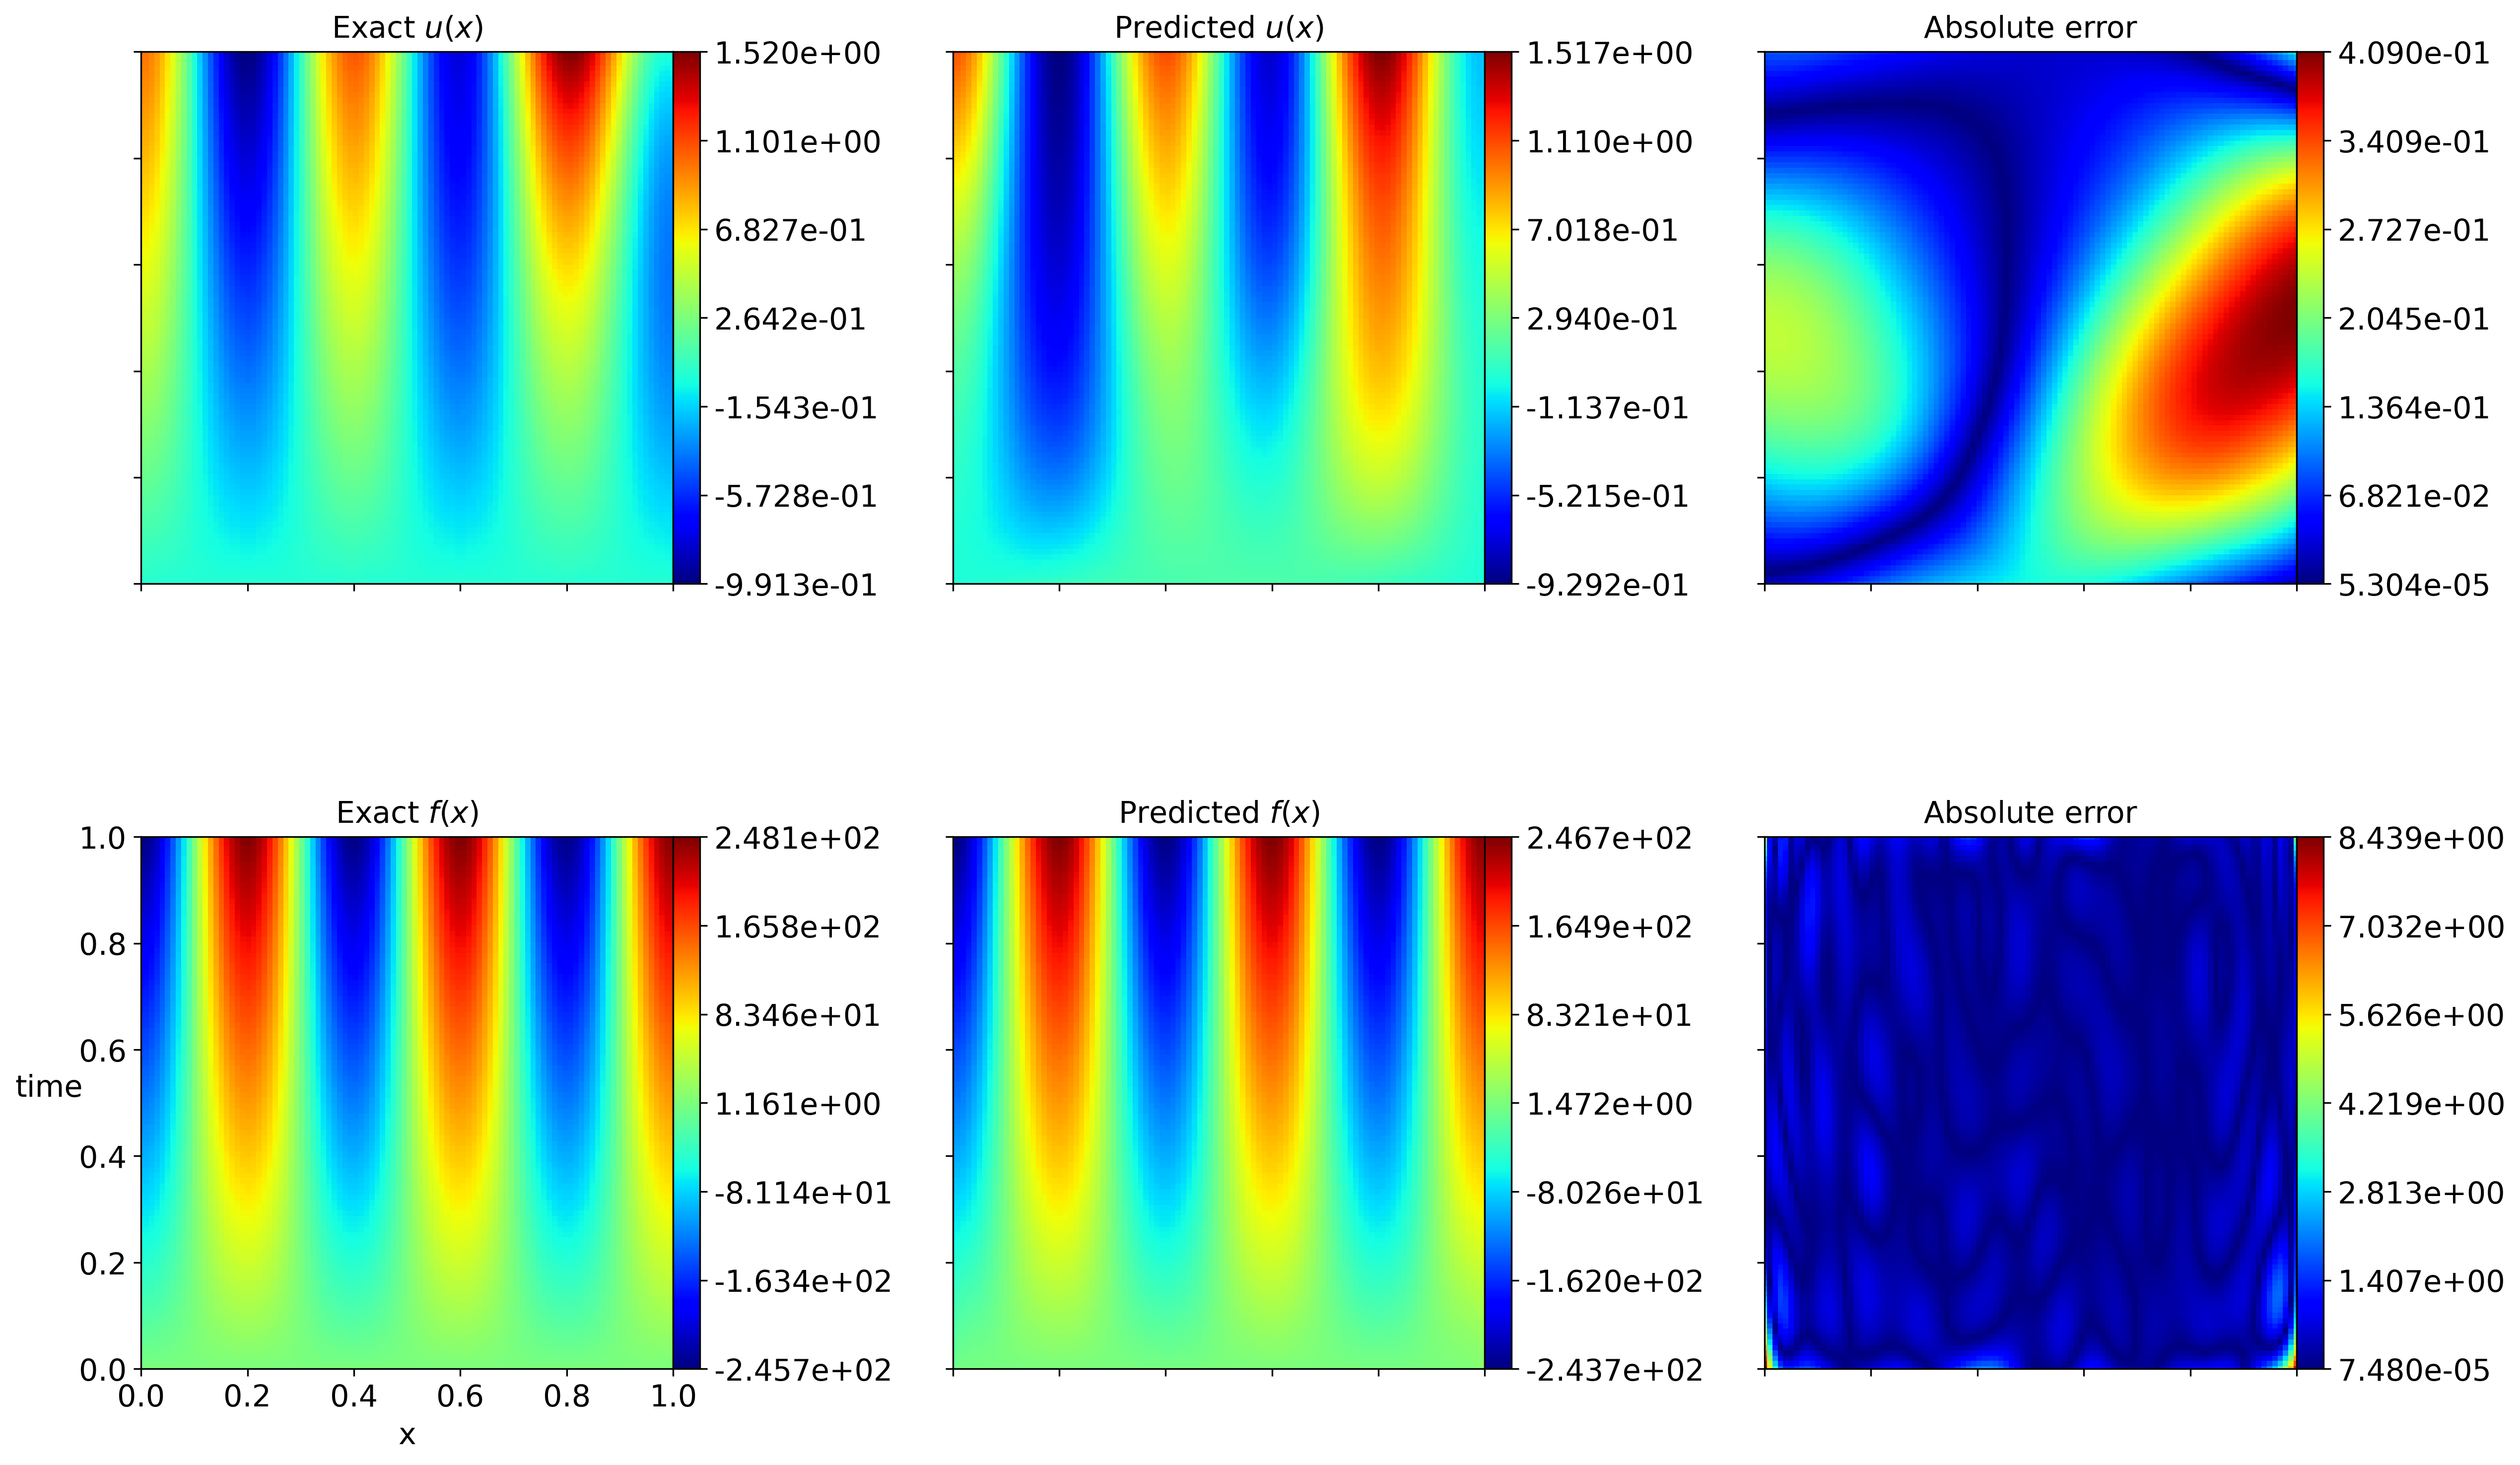 Exact u(x)
1.520e+00
1.101e+00
6.827e-01
2.642e-01
-1.543e-01
-5.728e-01
-9.913e-01
Predicted u(x)
1.517e+00
1.110e+00
7.018e-01
2.940e-01
-1.137e-01
-5.215e-01
-9.292e-01
Absolute error
4.090e-01
3.409e-01
2.727e-01
2.045e-01
1.364e-01
6.821e-02
5.304e-05
Exact f(x)
time
1.0
0.8
0.6
0.4
0.2
0.0
0.0 0.2 0.4 0.6 0.8 1.0
x
2.481e+02
1.658e+02
8.346e+01
1.161e+00
-8.114e+01
-1.634e+02
-2.457e+02
Predicted f(x)
2.467e+02
1.649e+02
8.321e+01
1.472e+00
-8.026e+01
-1.620e+02
-2.437e+02
Absolute error
8.439e+00
7.032e+00
5.626e+00
4.219e+00
2.813e+00
1.407e+00
7.480e-05